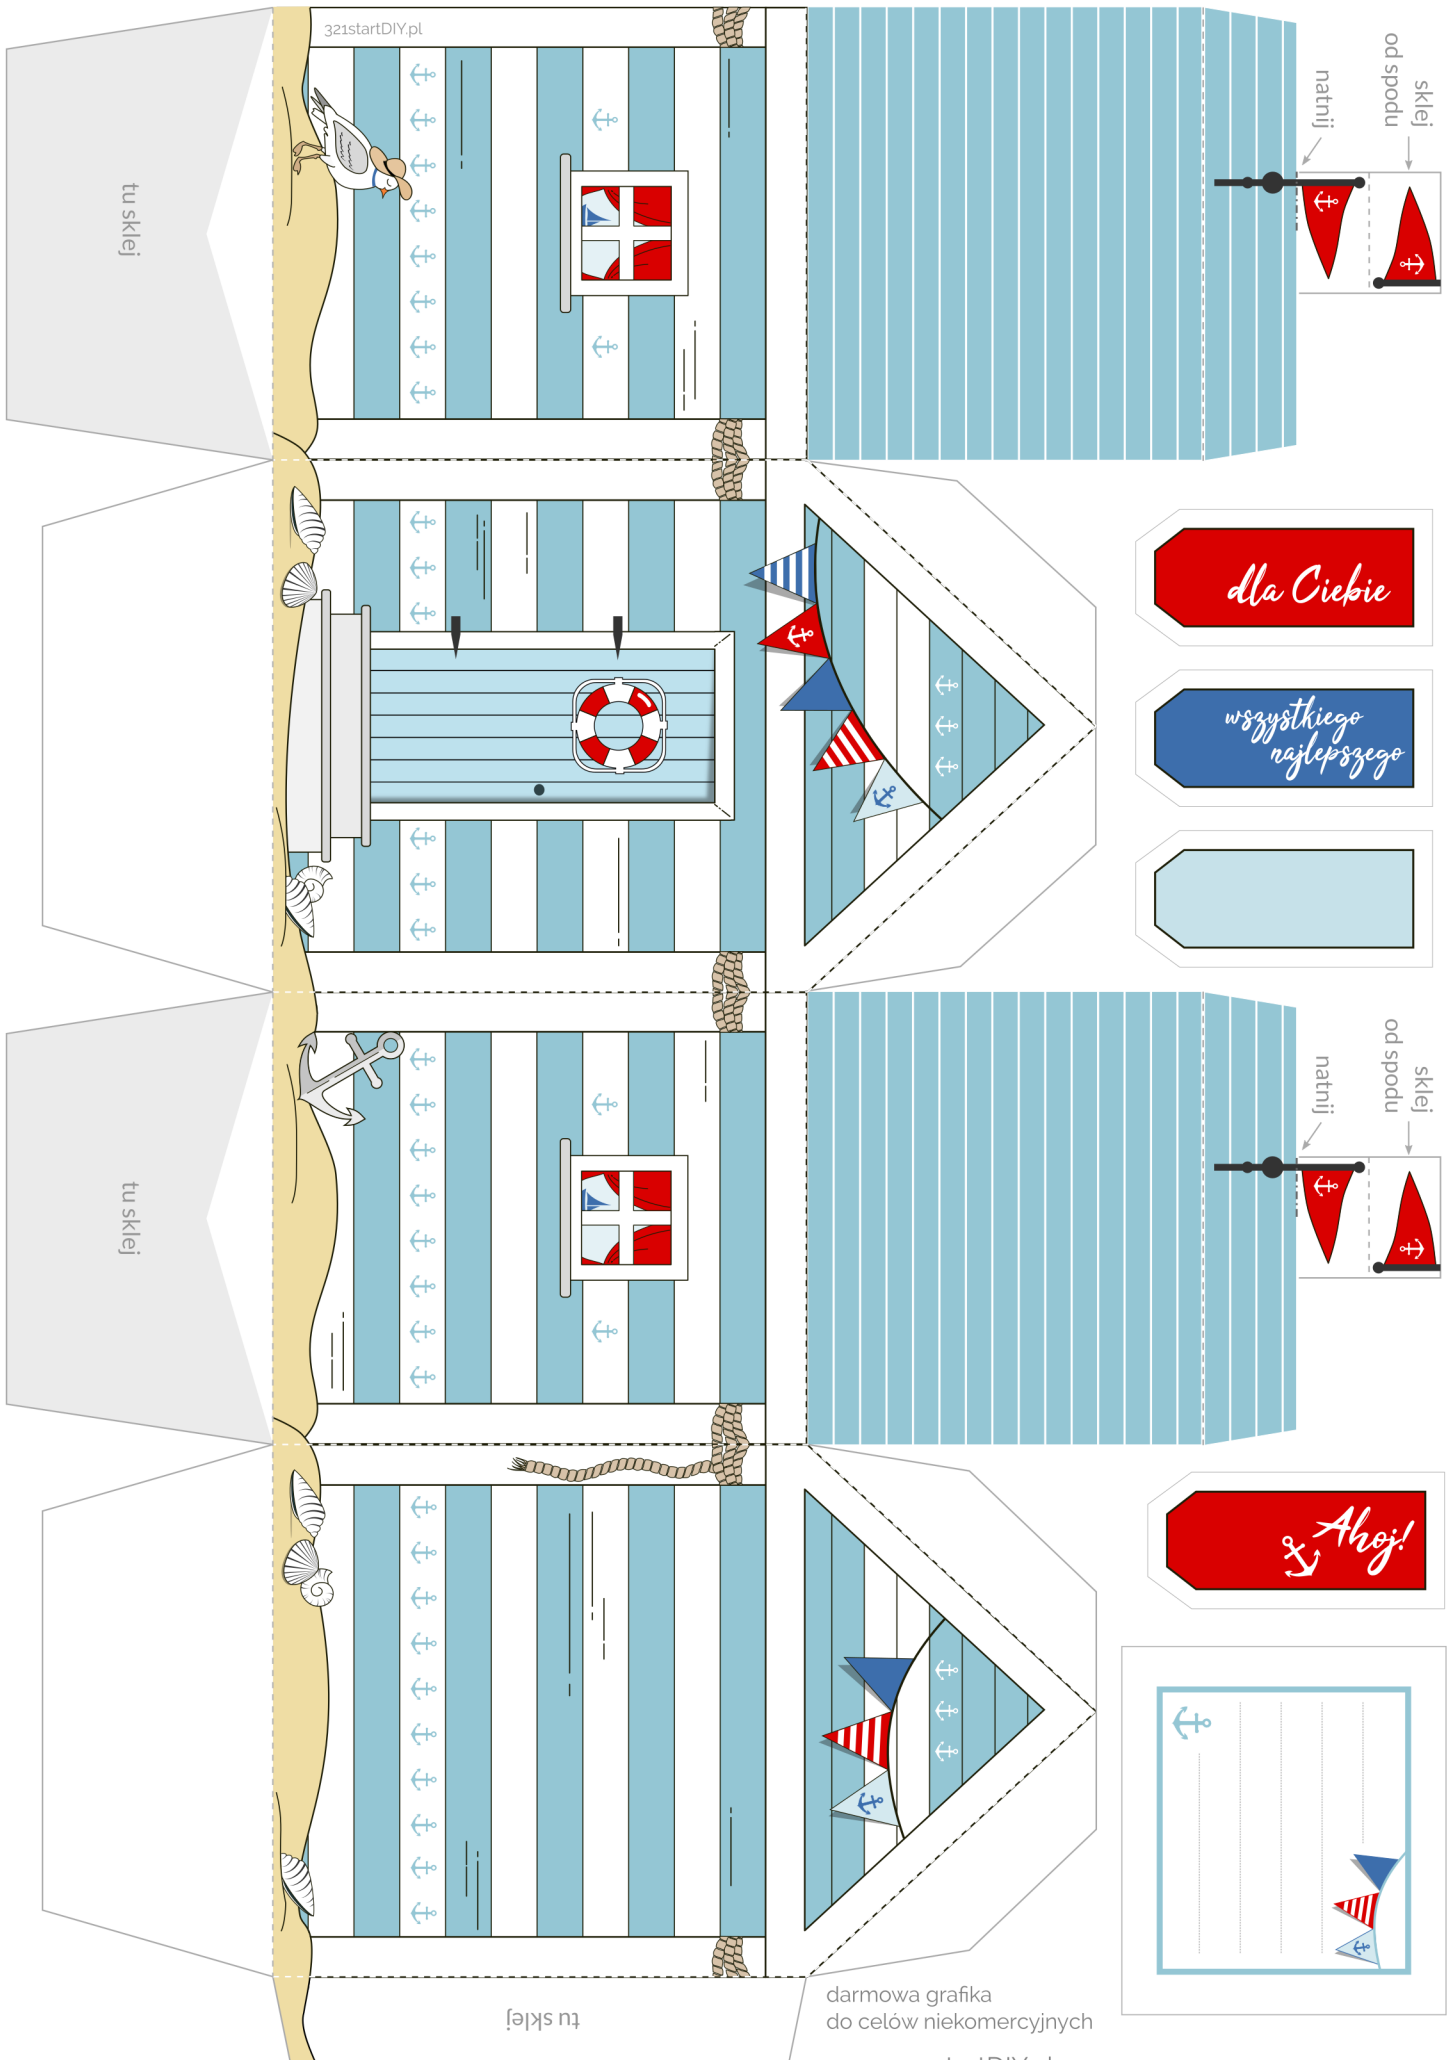 321startDIY.pl
tu sklej
natnij
sklej
od spodu
dla Ciebie
wszystkiego
najlepszego
tu sklej
natnij
sklej
od spodu
Ahoj!
tu sklej
darmowa grafika
do celów niekomercyjnych